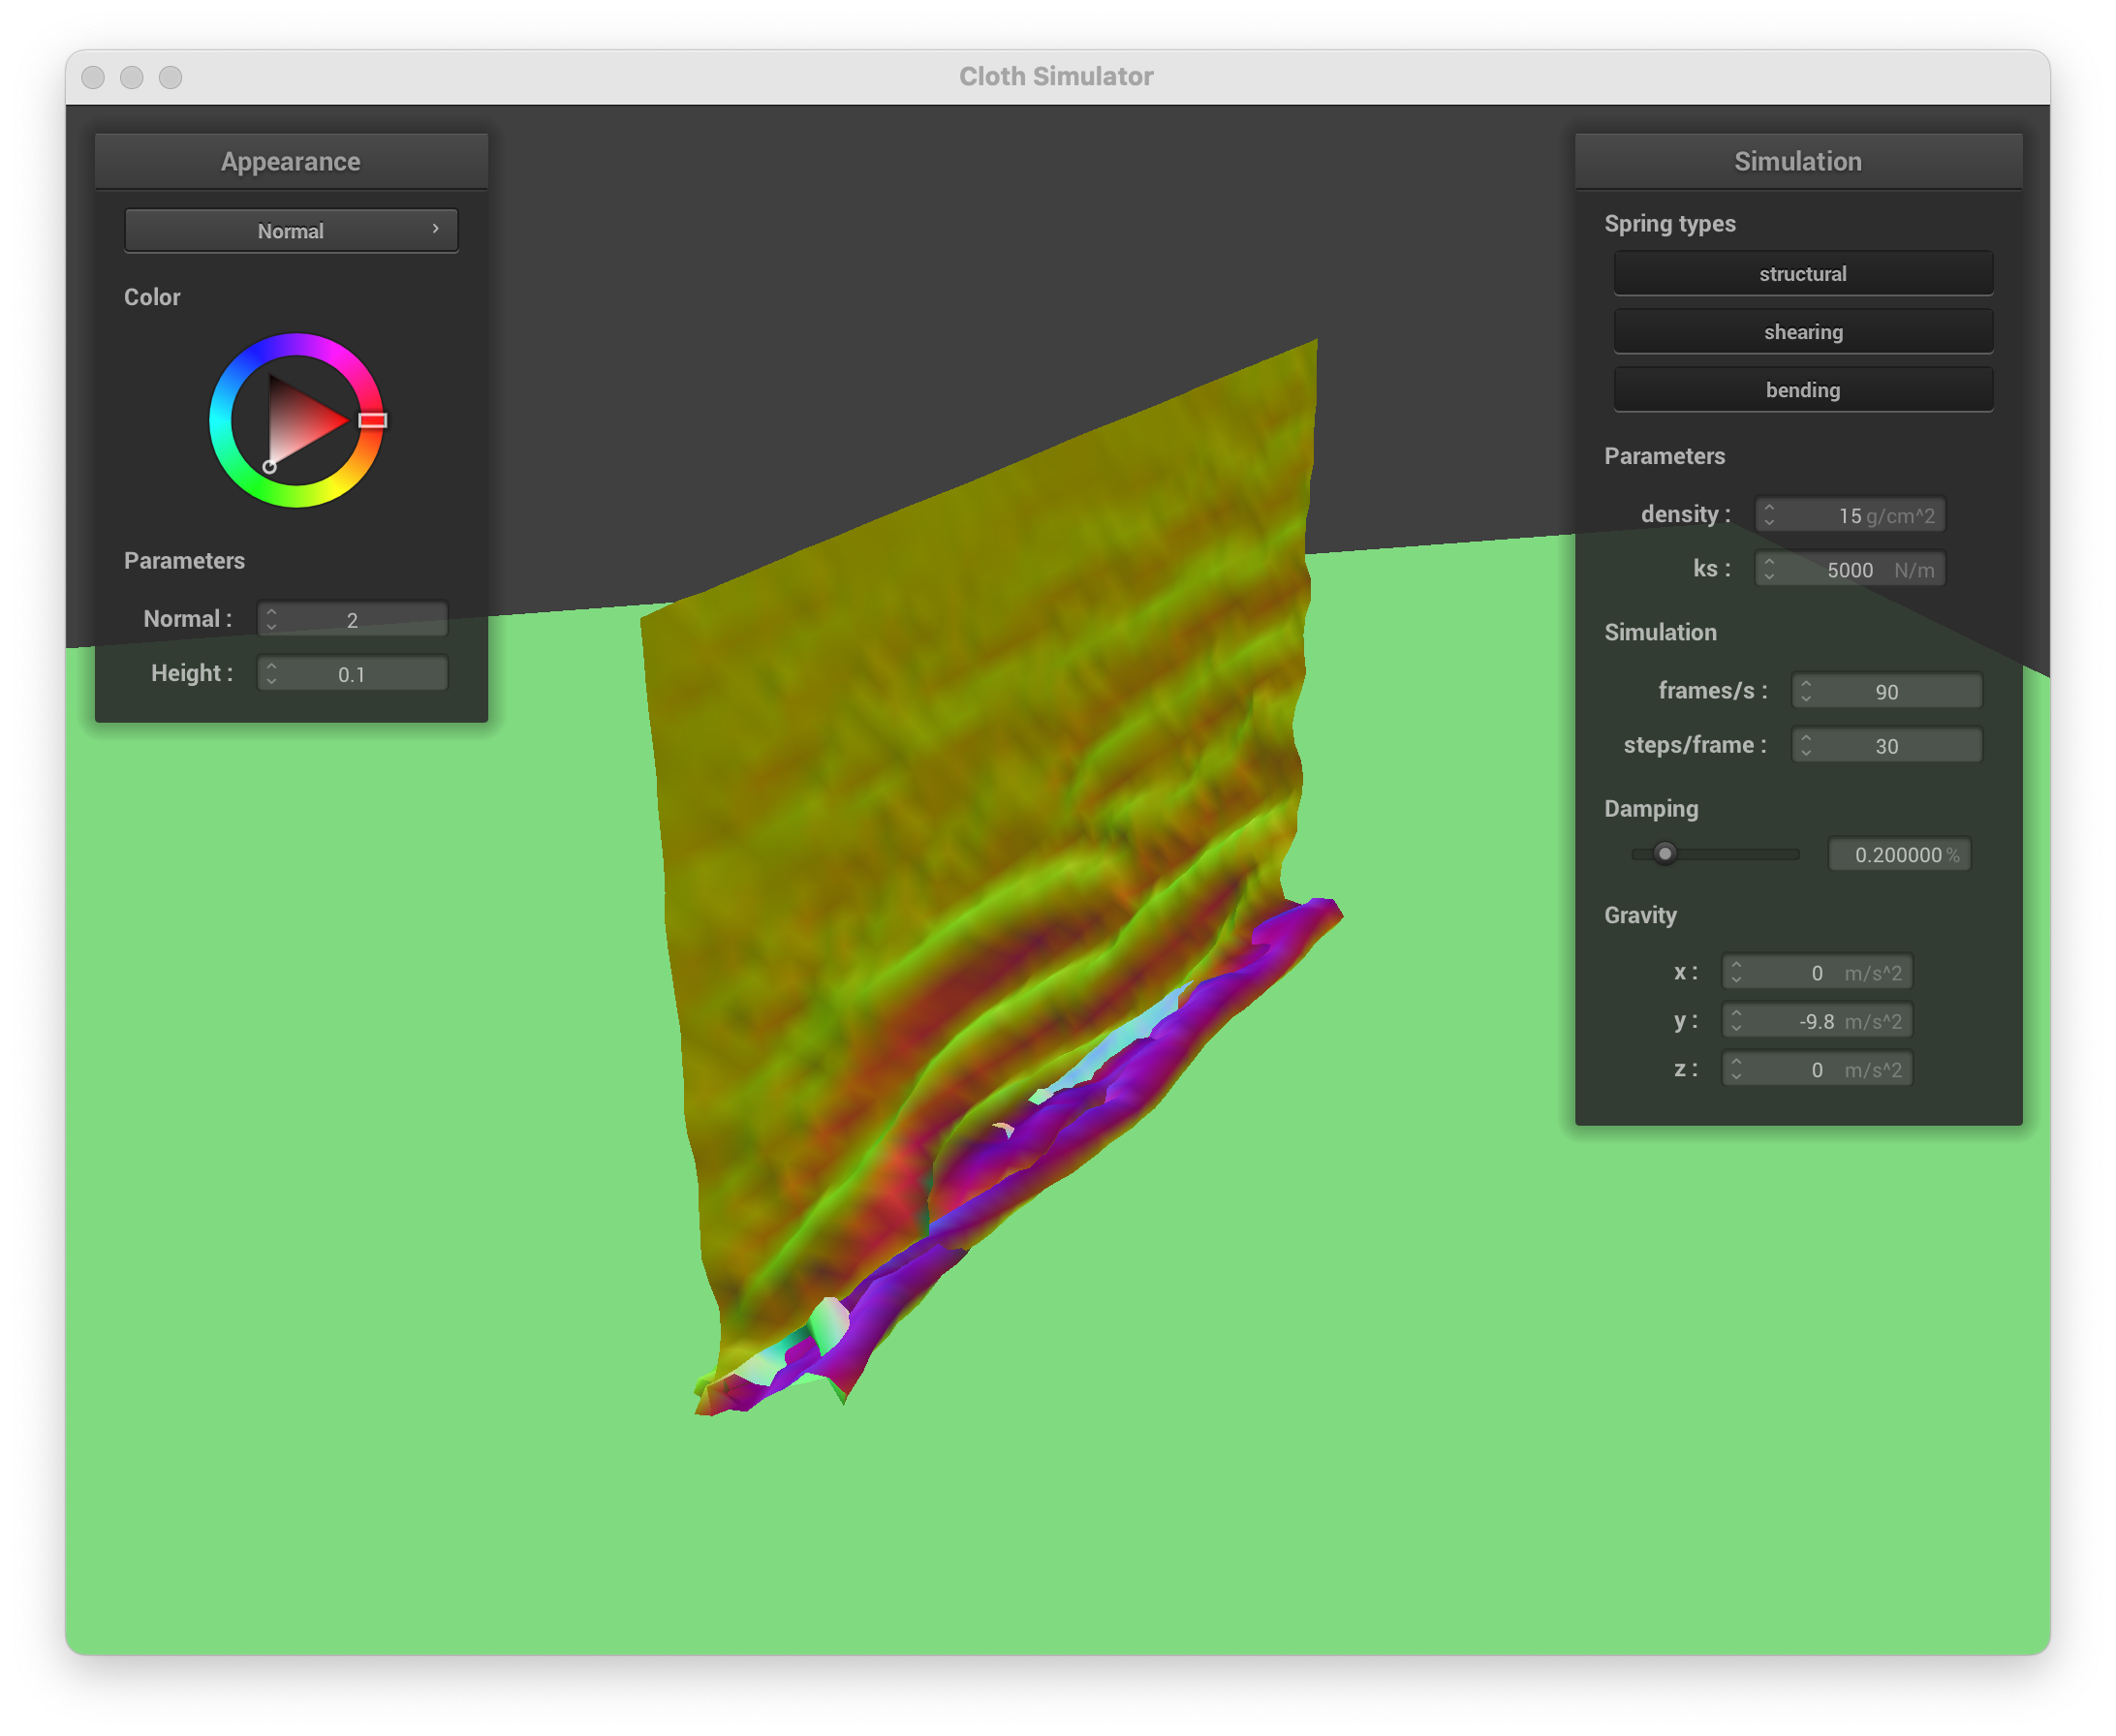 Cloth Simulator
Appearance
Normal
Color
Parameters
Normal : 2
Height : 0.1
Simulation
Spring types
structural
shearing
bending
Parameters
density : 15 g/cm^2
ks : 5000 N/m
Simulation
frames/s : 90
steps/frame : 30
Damping
0.200000 %
Gravity
x : 0 m/s^2
y : -9.8 m/s^2
z : 0 m/s^2